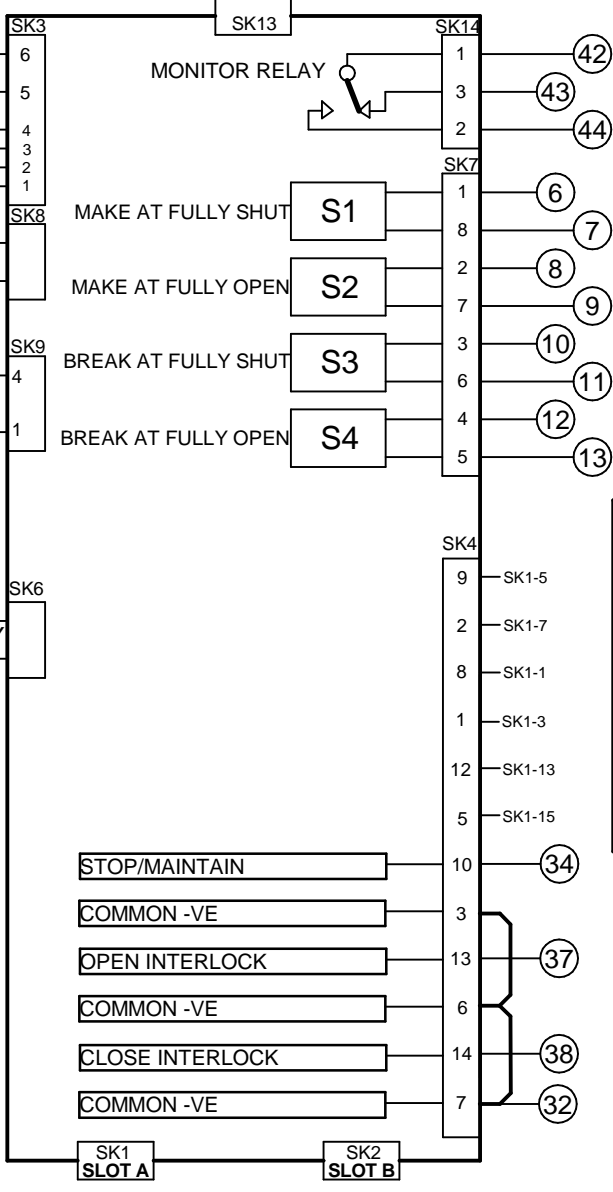 SK13
SK3
6
5
4
3
2
1
SK8
SK9
4
1
SK6
MONITOR RELAY
SK14
1 42
3 43
2 44
SK7
MAKE AT FULLY SHUT S1
1 6
8 7
MAKE AT FULLY OPEN S2
2 8
7 9
BREAK AT FULLY SHUT S3
3 10
6 11
BREAK AT FULLY OPEN S4
4 12
5 13
SK4
9 SK1-5
2 SK1-7
8 SK1-1
1 SK1-3
12 SK1-13
5 SK1-15
STOP/MAINTAIN 10 34
COMMON -VE 3
OPEN INTERLOCK 13 37
COMMON -VE 6
CLOSE INTERLOCK 14 38
COMMON -VE 7 32
SK1
SLOT A
SK2
SLOT B